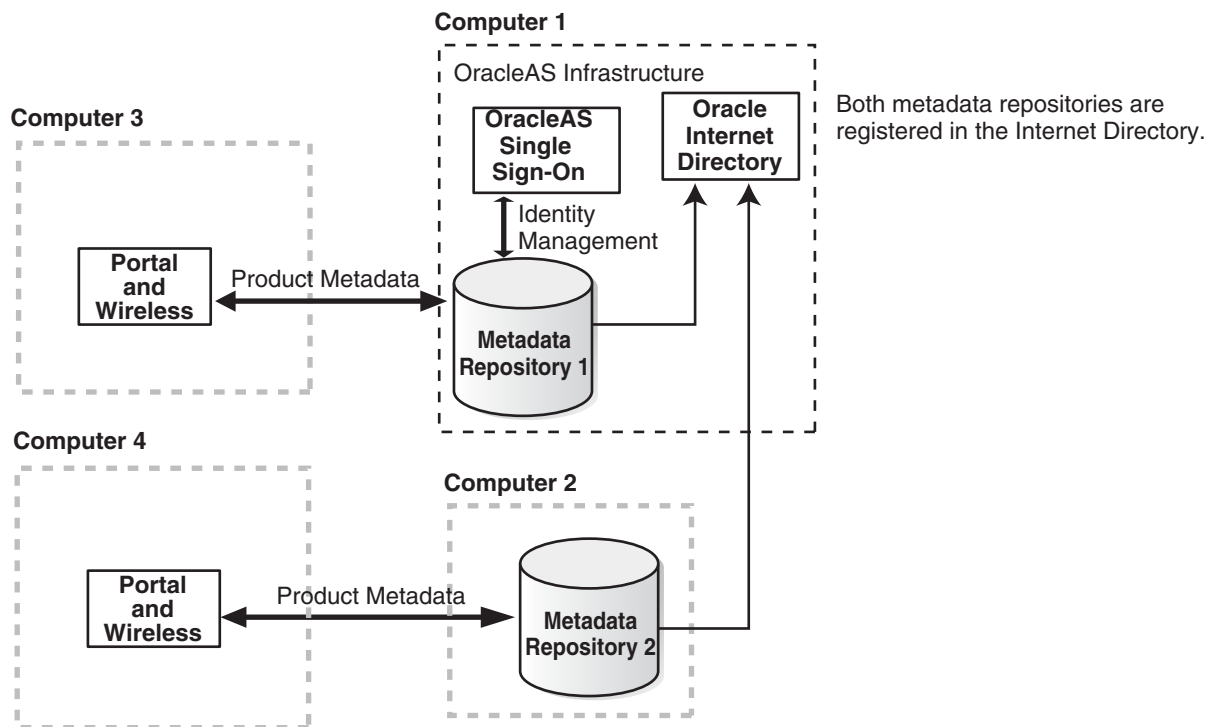 Computer 1
OracleAS Infrastructure
OracleAS
Single
Sign-On
Oracle
Internet
Directory
Both metadata repositories are
registered in the Internet Directory.
Identity
Management
Computer 3
Portal
and
Wireless
Product Metadata
Metadata
Repository 1
Computer 4
Portal
and
Wireless
Product Metadata
Computer 2
Metadata
Repository 2